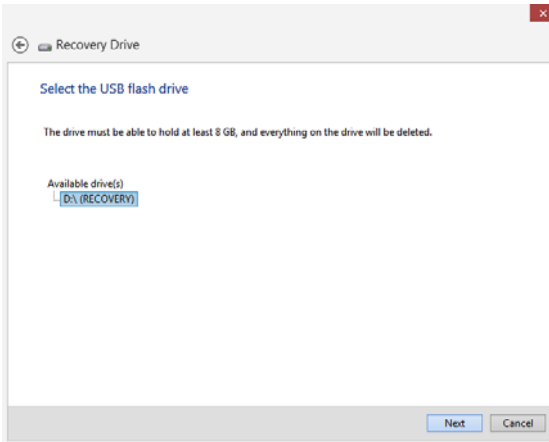 Recovery Drive
Select the USB flash drive
The drive must be able to hold at least 8 GB, and everything on the drive will be deleted.
Available drive(s)
D:\ (RECOVERY)
Next Cancel